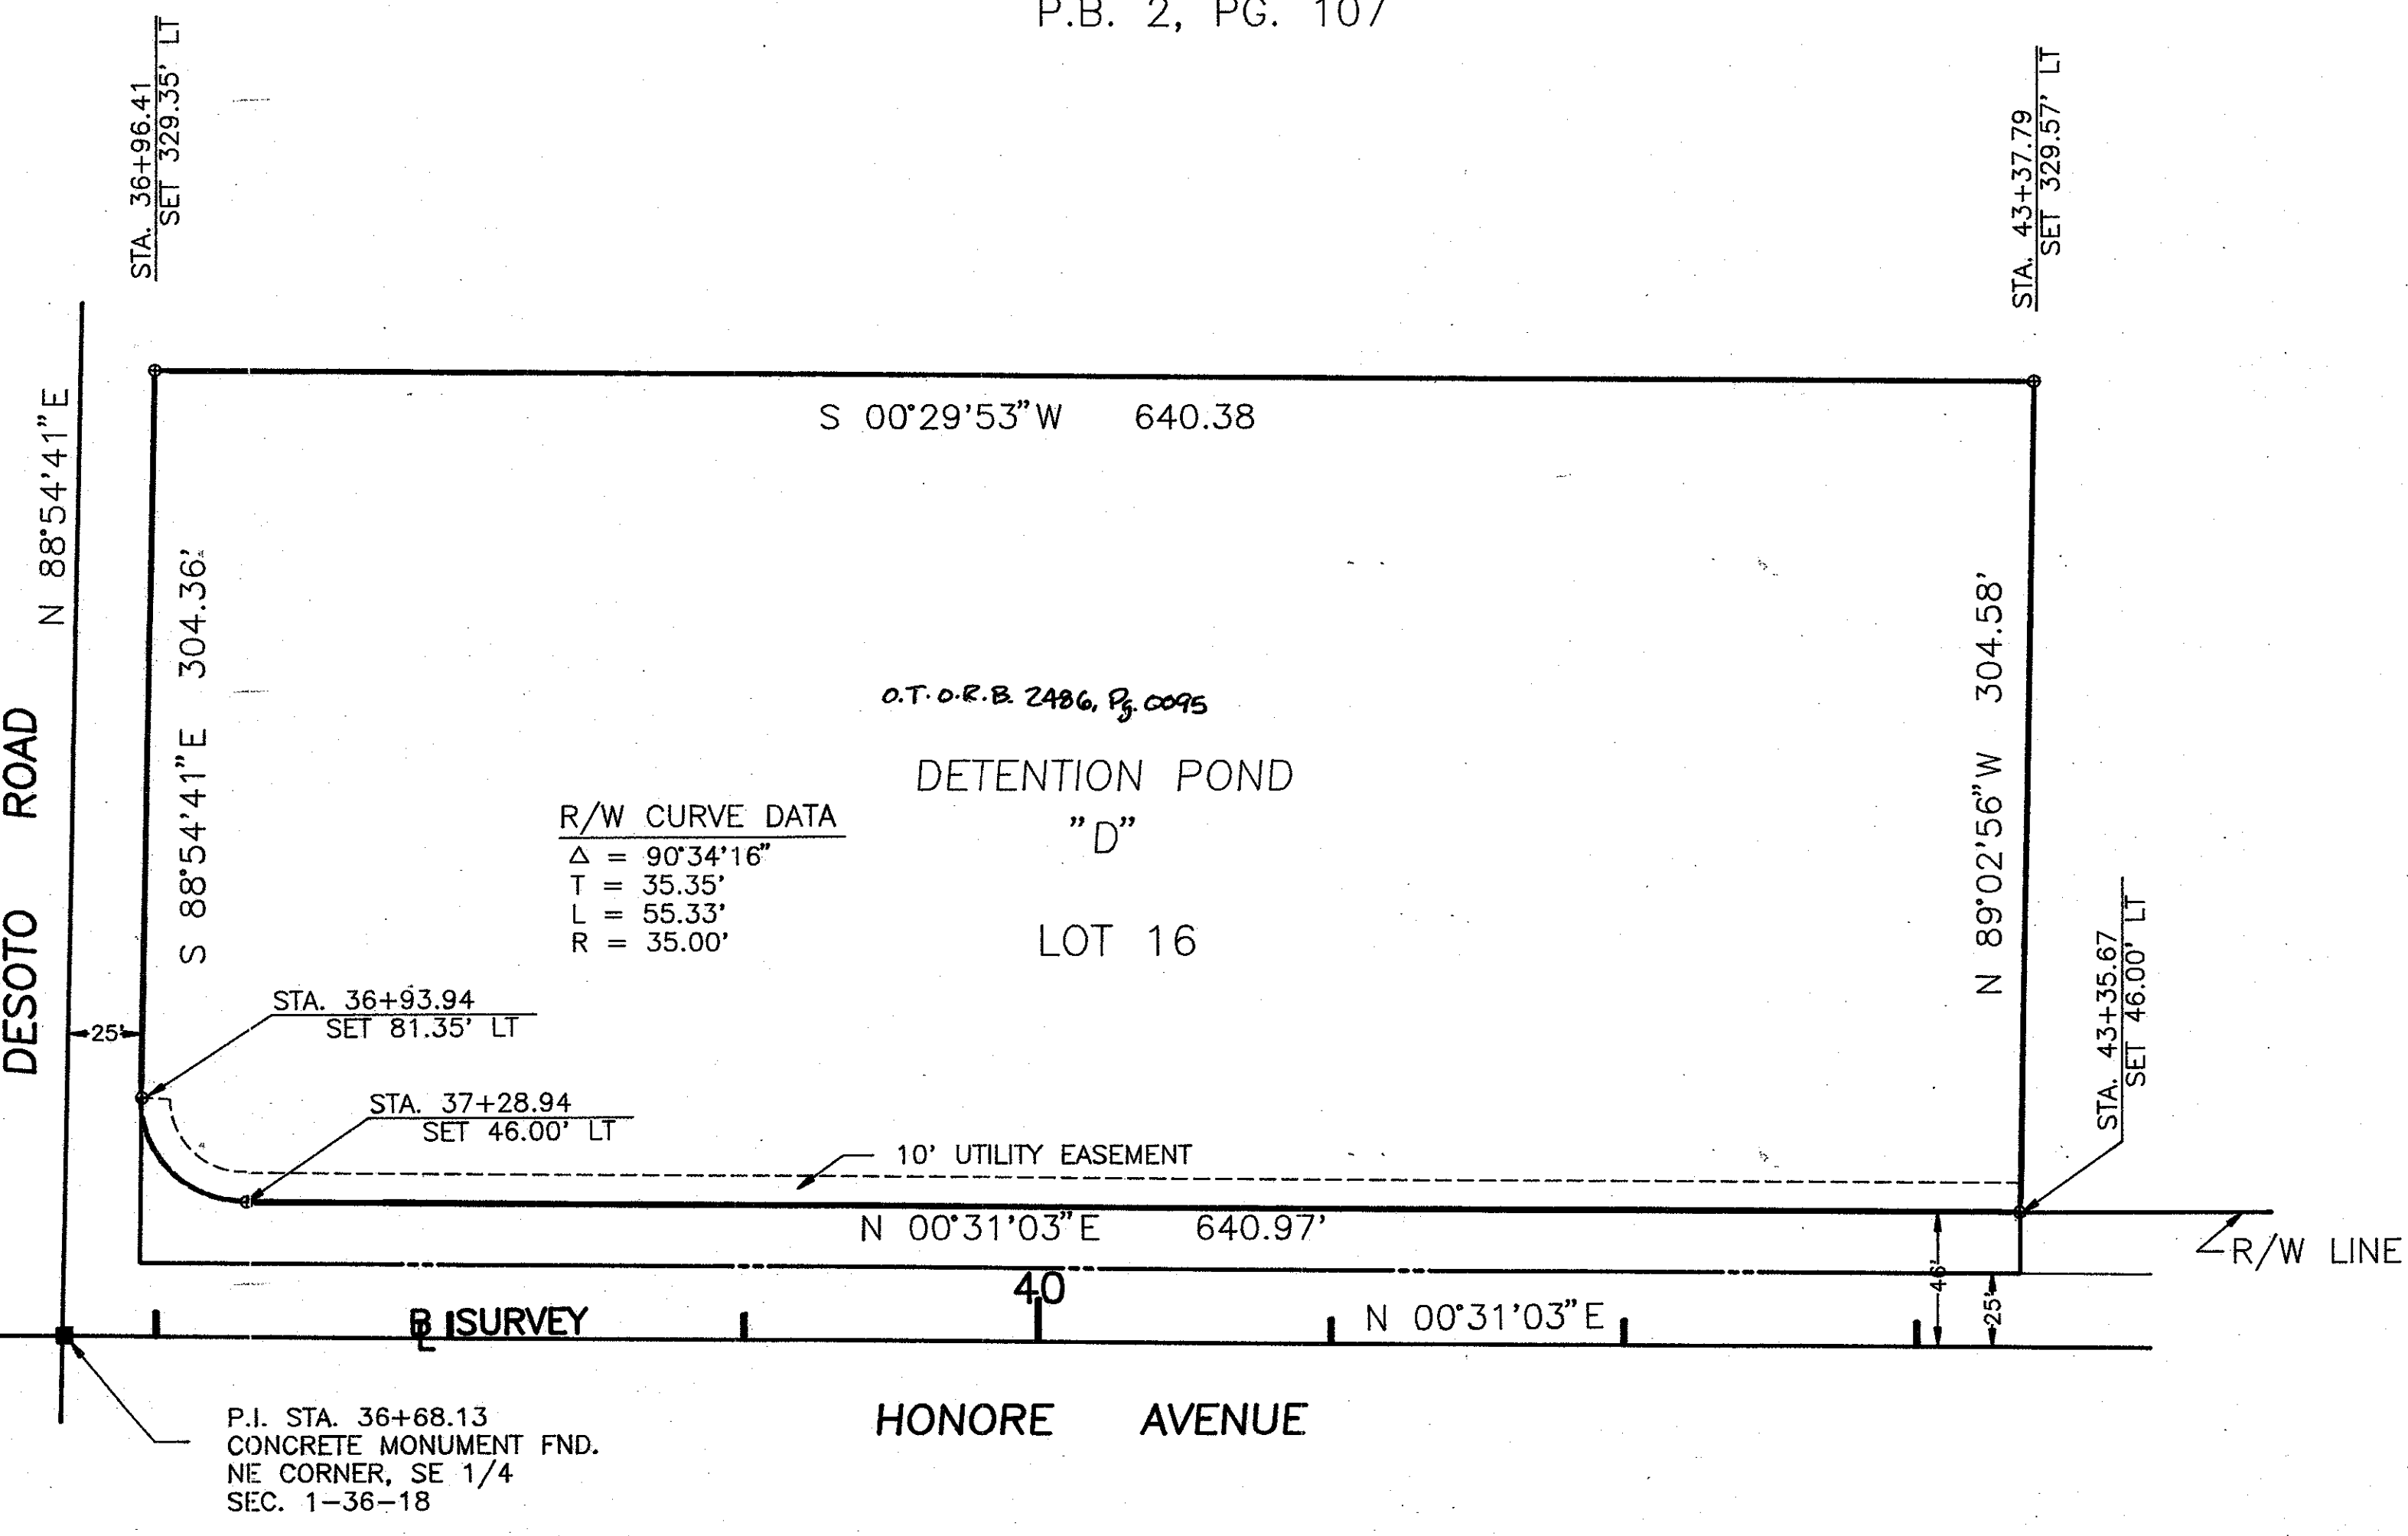 P.B. 2, PG. 107
STA. 36+96.41
SET 329.35' LT
STA. 43+37.79
SET 329.57' LT
N 88°54'41"E
S 00°29'53"W 640.38
DESOTO ROAD
S 88°54'41"E 304.36'
N 89°02'56"W 304.58'
O.T. O.R.B. 2486, Pg. 0095
DETENTION POND
"D"
LOT 16
R/W CURVE DATA
Δ = 90°34'16"
T = 35.35'
L = 55.33'
R = 35.00'
STA. 36+93.94
SET 81.35' LT
25'
STA. 37+28.94
SET 46.00' LT
STA. 43+35.67
SET 46.00' LT
10' UTILITY EASEMENT
N 00°31'03"E 640.97'
R/W LINE
40
46'
25'
BL SURVEY
N 00°31'03"E
HONORE AVENUE
P.I. STA. 36+68.13
CONCRETE MONUMENT FND.
NE CORNER, SE 1/4
SEC. 1-36-18